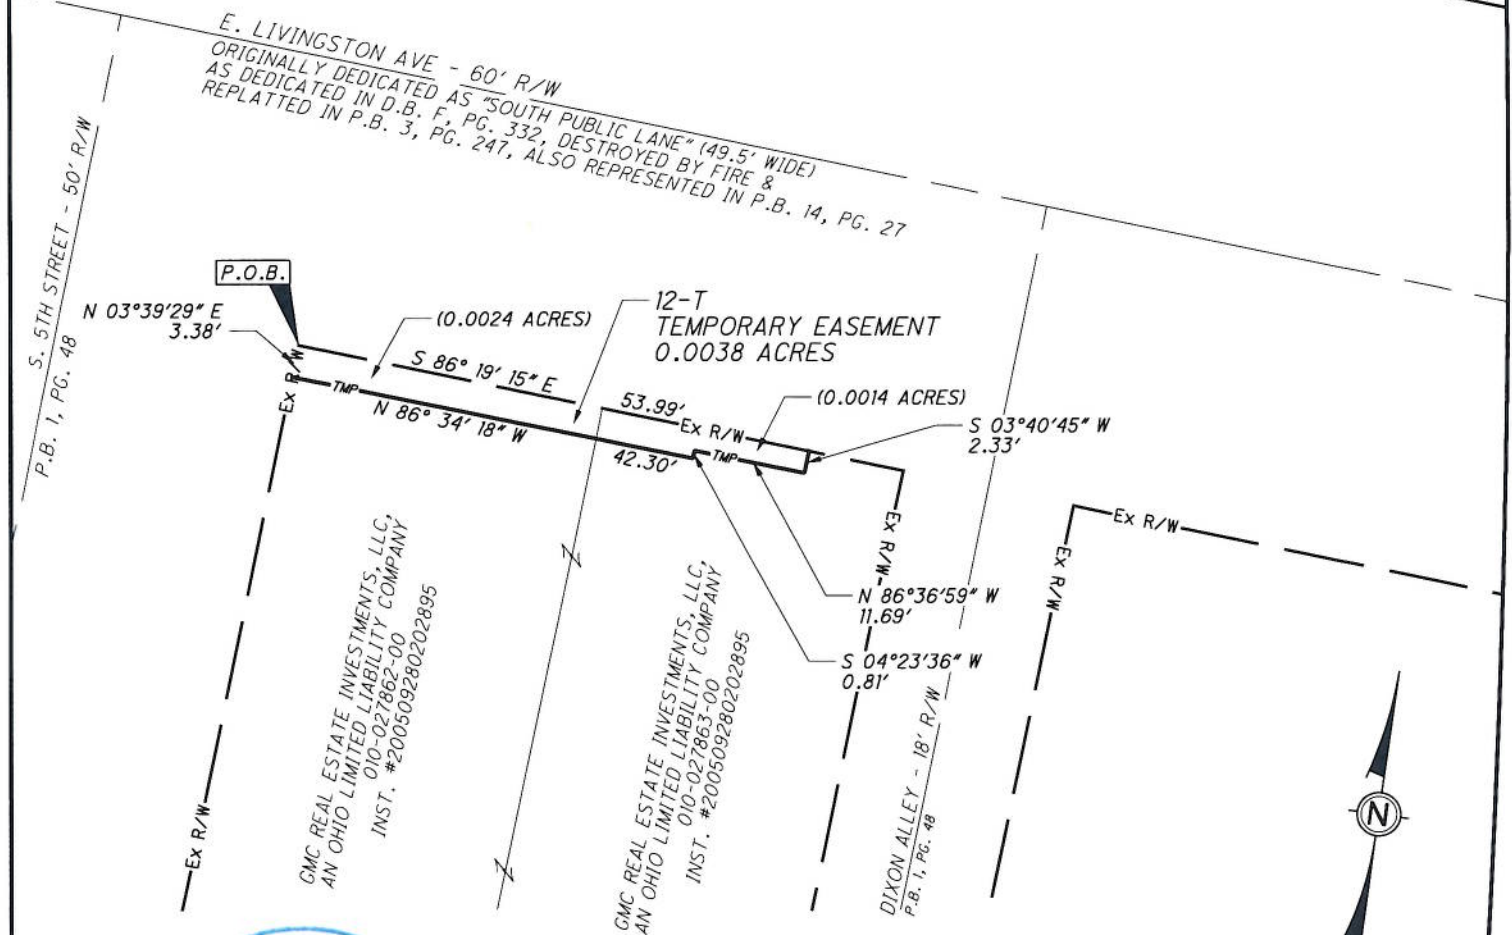 E. LIVINGSTON AVE - 60' R/W
ORIGINALLY DEDICATED AS "SOUTH PUBLIC LANE" (49.5' WIDE)
AS DEDICATED IN D.B. F, PG. 332, DESTROYED BY FIRE &
REPLATTED IN P.B. 3, PG. 247, ALSO REPRESENTED IN P.B. 14, PG. 27
S. 5TH STREET - 50' R/W
P.B. 1, PG. 48
P.O.B.
N 03°39'29" E
3.38'
(0.0024 ACRES)
12-T
TEMPORARY EASEMENT
0.0038 ACRES
S 86° 19' 15" E
53.99'
Ex R/W
(0.0014 ACRES)
S 03°40'45" W
2.33'
Ex R/W
TMP
N 86° 34' 18" W
42.30'
TMP
Ex R/W
Ex R/W
Ex R/W
N 86°36'59" W
11.69'
S 04°23'36" W
0.81'
GMC REAL ESTATE INVESTMENTS, LLC,
AN OHIO LIMITED LIABILITY COMPANY
010-027862-00
INST. #200509280202895
GMC REAL ESTATE INVESTMENTS, LLC,
AN OHIO LIMITED LIABILITY COMPANY,
010-027863-00
INST. #200509280202895
DIXON ALLEY - 18' R/W
P.B. 1, PG. 48
Ex R/W
N